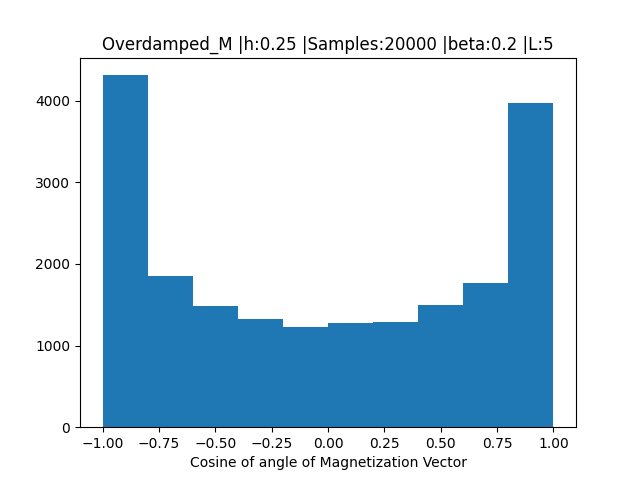 Overdamped_M |h:0.25 |Samples:20000 |beta:0.2 |L:5
4000
3000
2000
1000
0
−1.00 −0.75 −0.50 −0.25 0.00 0.25 0.50 0.75 1.00
Cosine of angle of Magnetization Vector